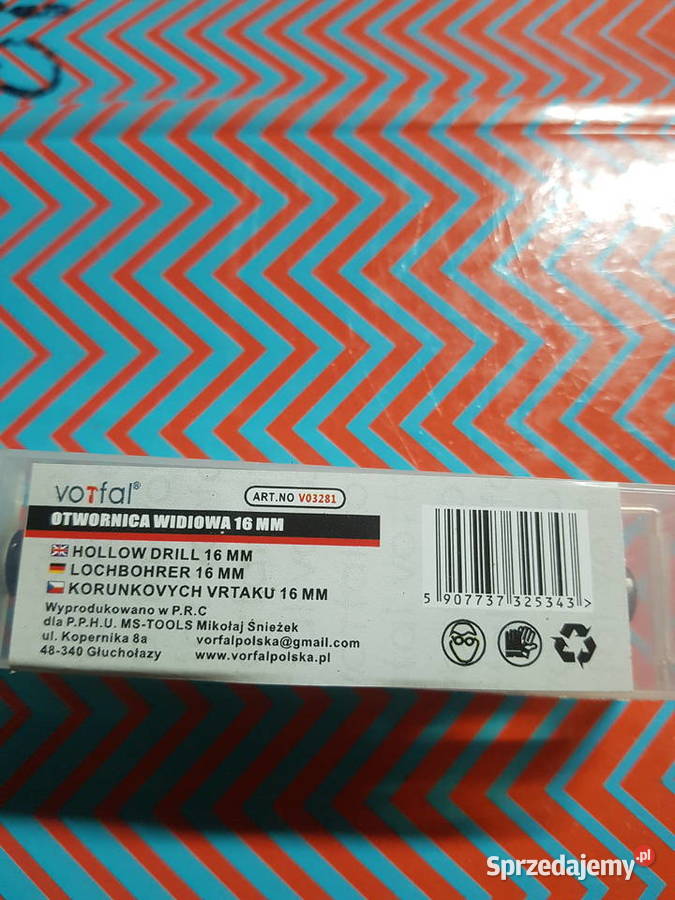 vorfal®
ART.NO V03281
OTWORNICA WIDIOWA 16 MM
HOLLOW DRILL 16 MM
LOCHBOHRER 16 MM
KORUNKOVYCH VRTAKU 16 MM
Wyprodukowano w P.R.C
dla P.P.H.U. MS-TOOLS Mikołaj Śnieżek
ul. Kopernika 8a vorfalpolska@gmail.com
48-340 Głuchołazy www.vorfalpolska.pl
5 907737 325343 >
Sprzedajemy.pl